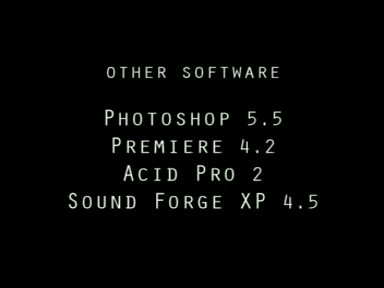 OTHER SOFTWARE
PHOTOSHOP 5.5
PREMIERE 4.2
ACID PRO 2
SOUND FORGE XP 4.5